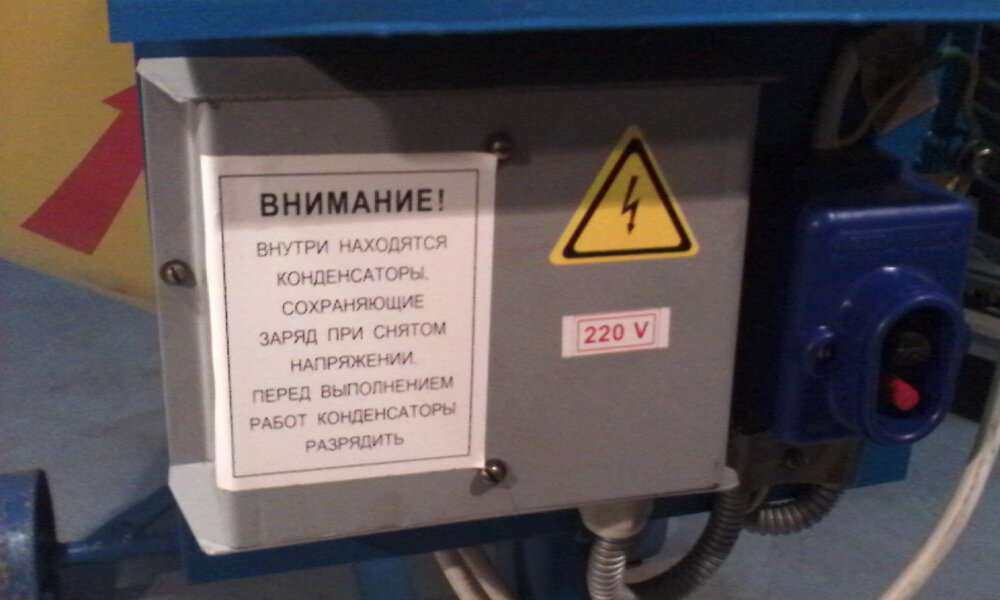 ВНИМАНИЕ!
ВНУТРИ НАХОДЯТСЯ
КОНДЕНСАТОРЫ,
СОХРАНЯЮЩИЕ
ЗАРЯД ПРИ СНЯТОМ
НАПРЯЖЕНИИ.
ПЕРЕД ВЫПОЛНЕНИЕМ
РАБОТ КОНДЕНСАТОРЫ
РАЗРЯДИТЬ
220 V